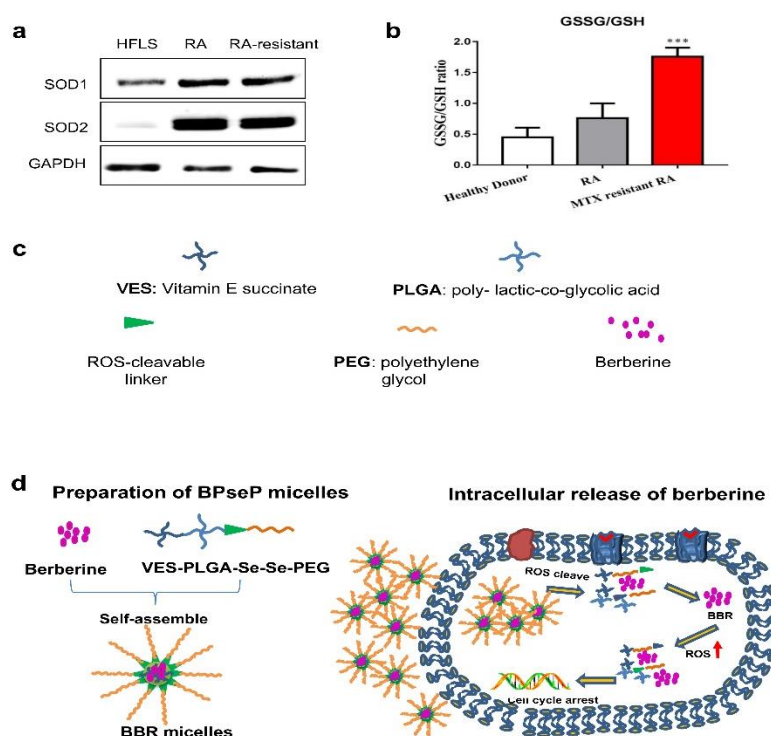 a
HFLS RA RA-resistant
SOD1
SOD2
GAPDH
b
GSSG/GSH
GSSG/GSH ratio
2.0
1.5
1.0
0.5
0.0
***
Healthy Donor
RA
MTX resistant RA
c
VES: Vitamin E succinate
PLGA: poly- lactic-co-glycolic acid
ROS-cleavable
linker
PEG: polyethylene
glycol
Berberine
d
Preparation of BPseP micelles
Berberine
VES-PLGA-Se-Se-PEG
Self-assemble
BBR micelles
Intracellular release of berberine
ROS cleave
BBR
ROS
Cell cycle arrest